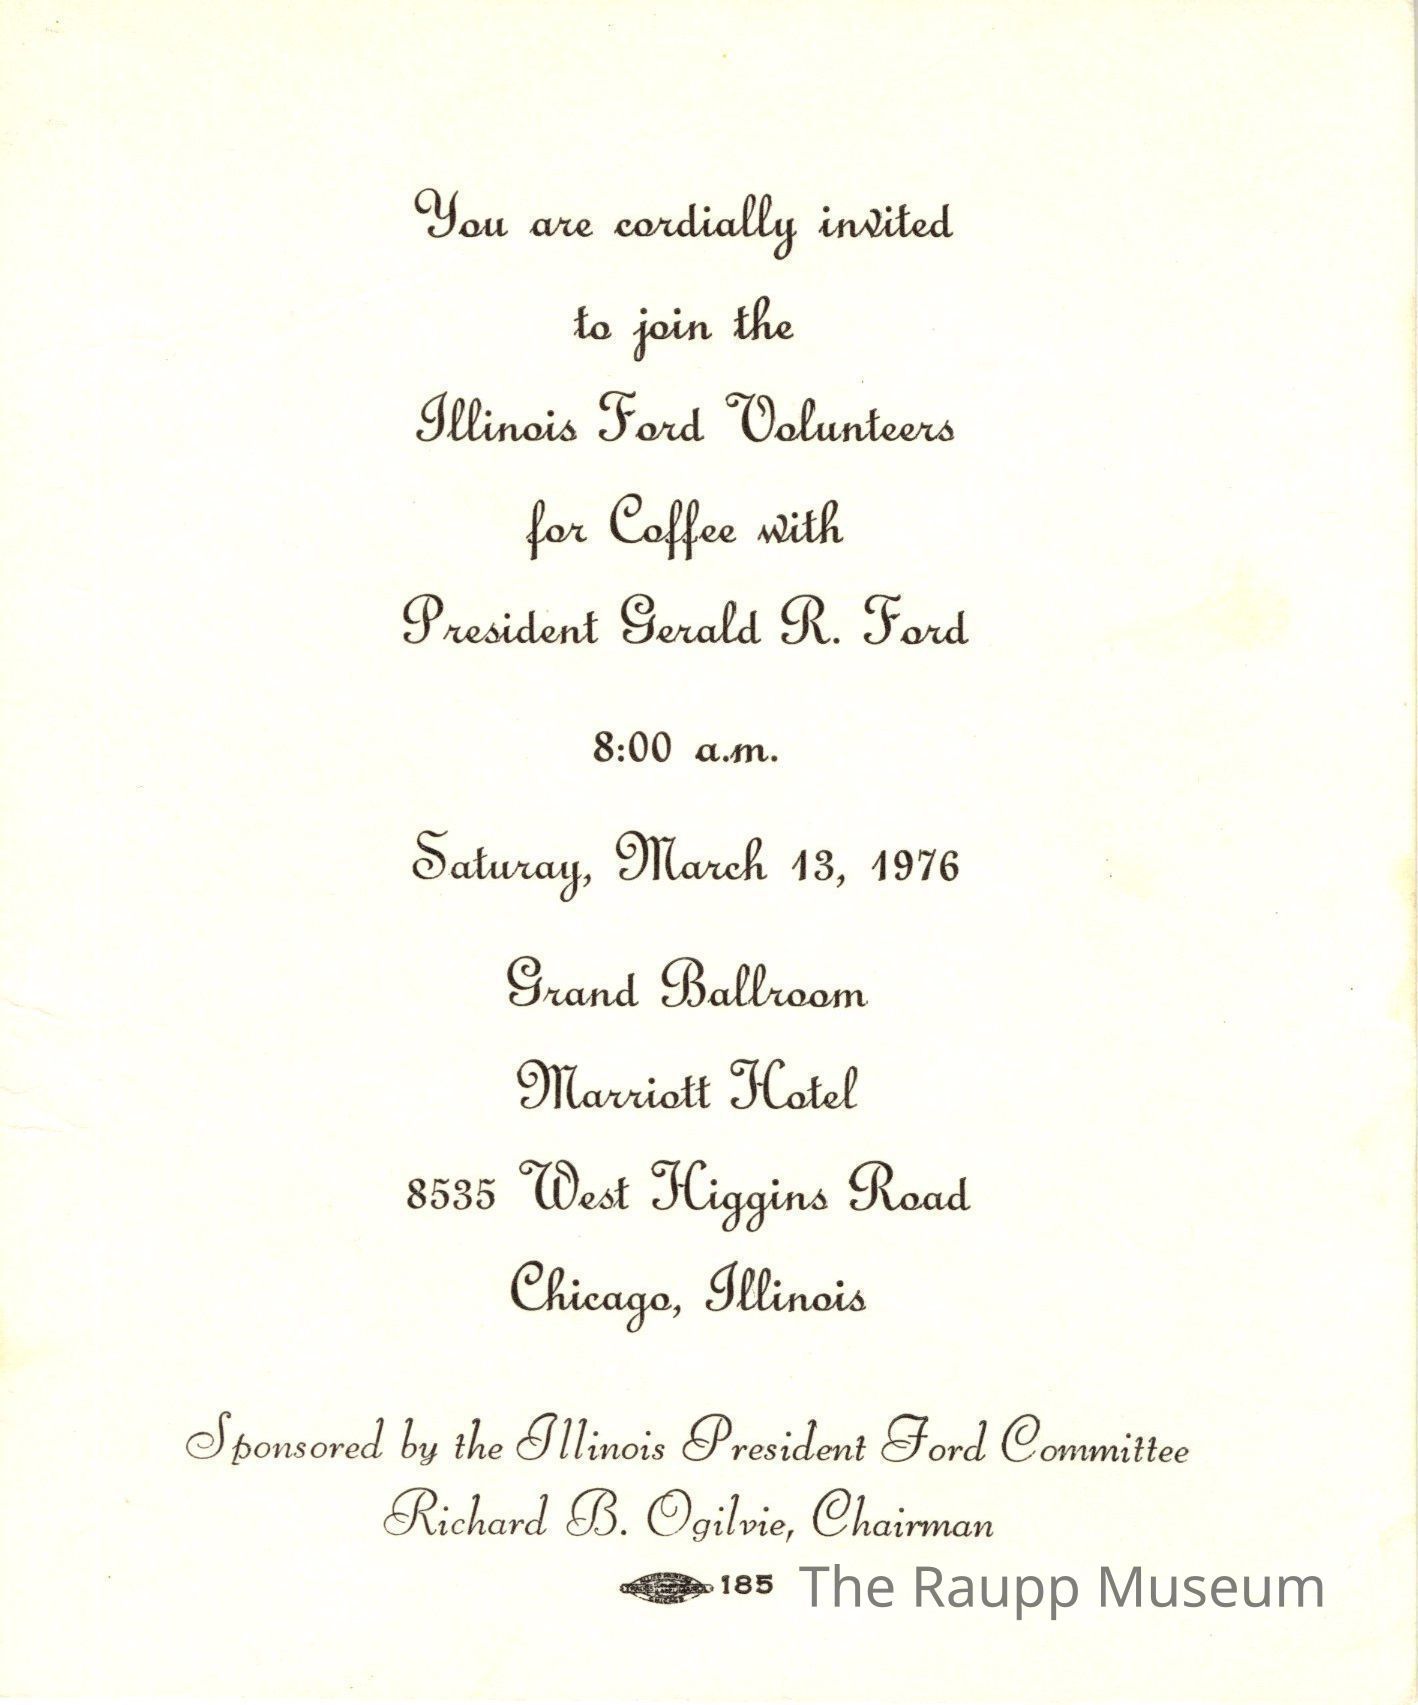 You are cordially invited
to join the
Illinois Ford Volunteers
for Coffee with
President Gerald R. Ford
8:00 a.m.
Saturay, March 13, 1976
Grand Ballroom
Marriott Hotel
8535 West Higgins Road
Chicago, Illinois
Sponsored by the Illinois President Ford Committee
Richard B. Ogilvie, Chairman
185 The Raupp Museum